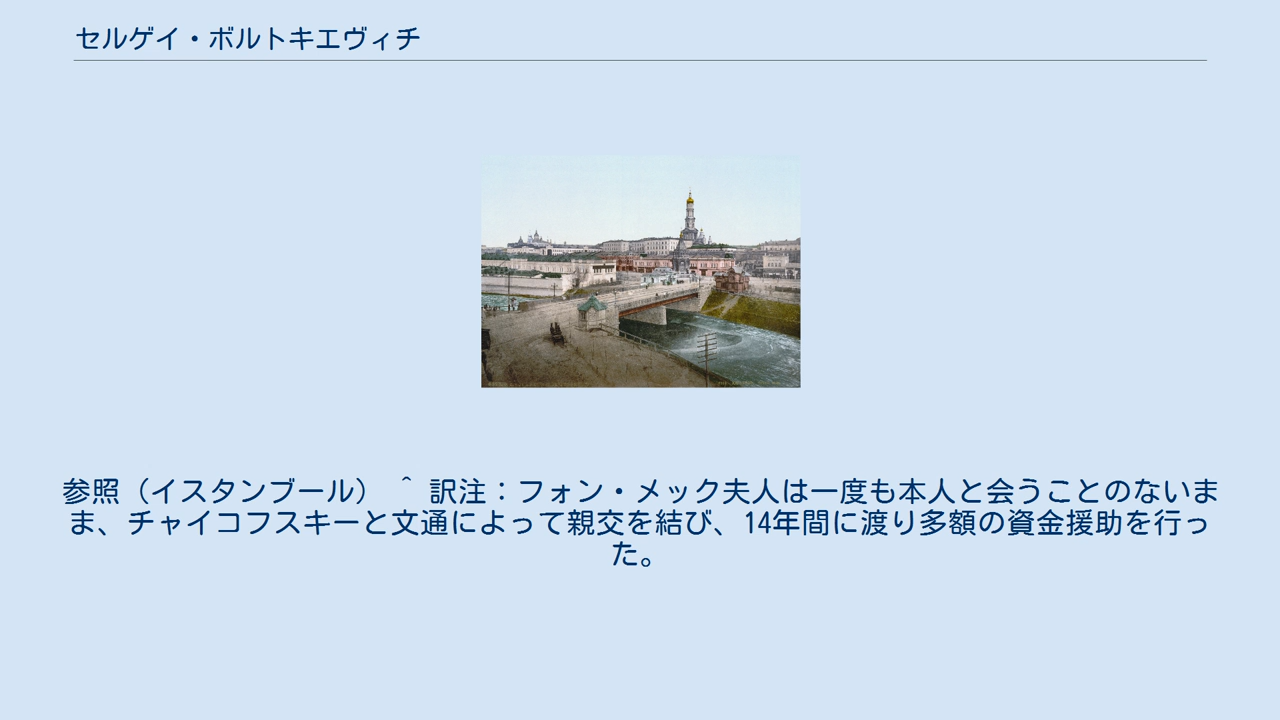 セルゲイ・ボルトキエヴィチ
参照（イスタンブール） ^ 訳注：フォン・メック夫人は一度も本人と会うことのないま
ま、チャイコフスキーと文通によって親交を結び、14年間に渡り多額の資金援助を行っ
た。